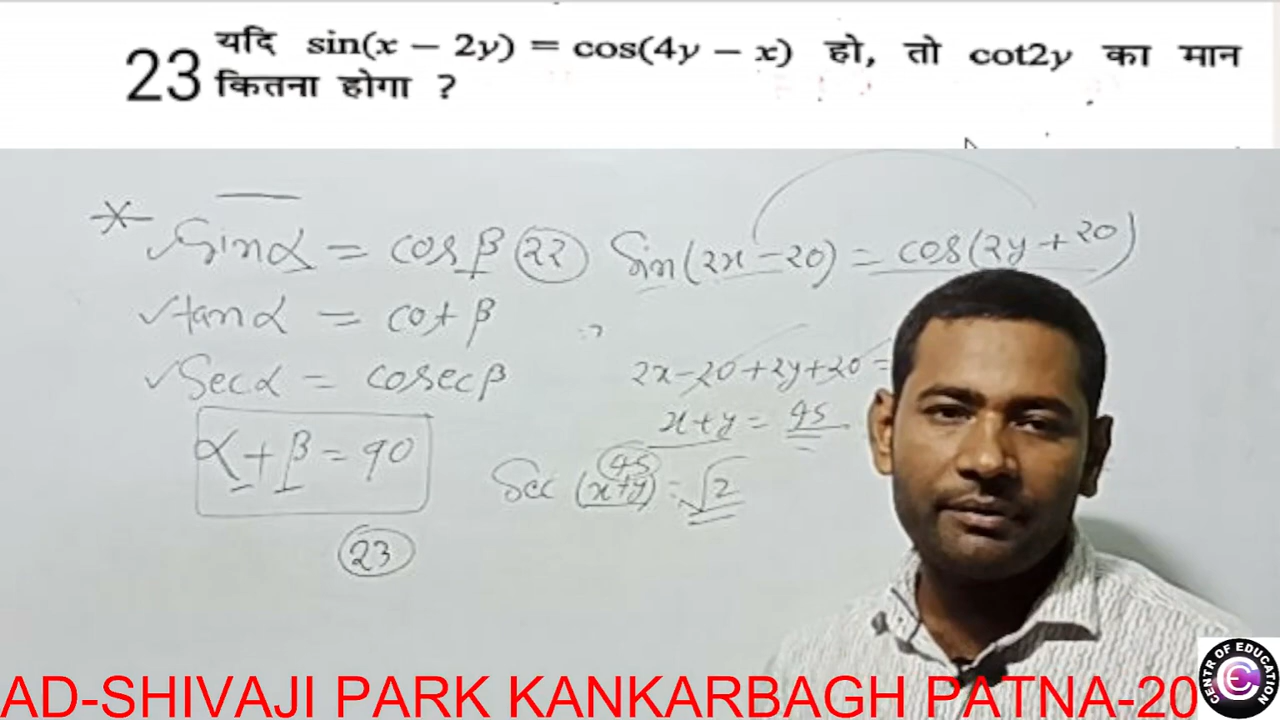 23 यदि sin(x − 2y) = cos(4y − x) हो, तो cot2y का मान
कितना होगा ?
* sinα = cosβ
tanα = cotβ
secα = cosecβ
α + β = 90
23
22 Sin(2x − 20) = cos(2y + 20)
2x − 20 + 2y + 20 =
x + y = 45
45
Sec (x+y) = √2
AD-SHIVAJI PARK KANKARBAGH PATNA-20
CENTR OF EDUCATION